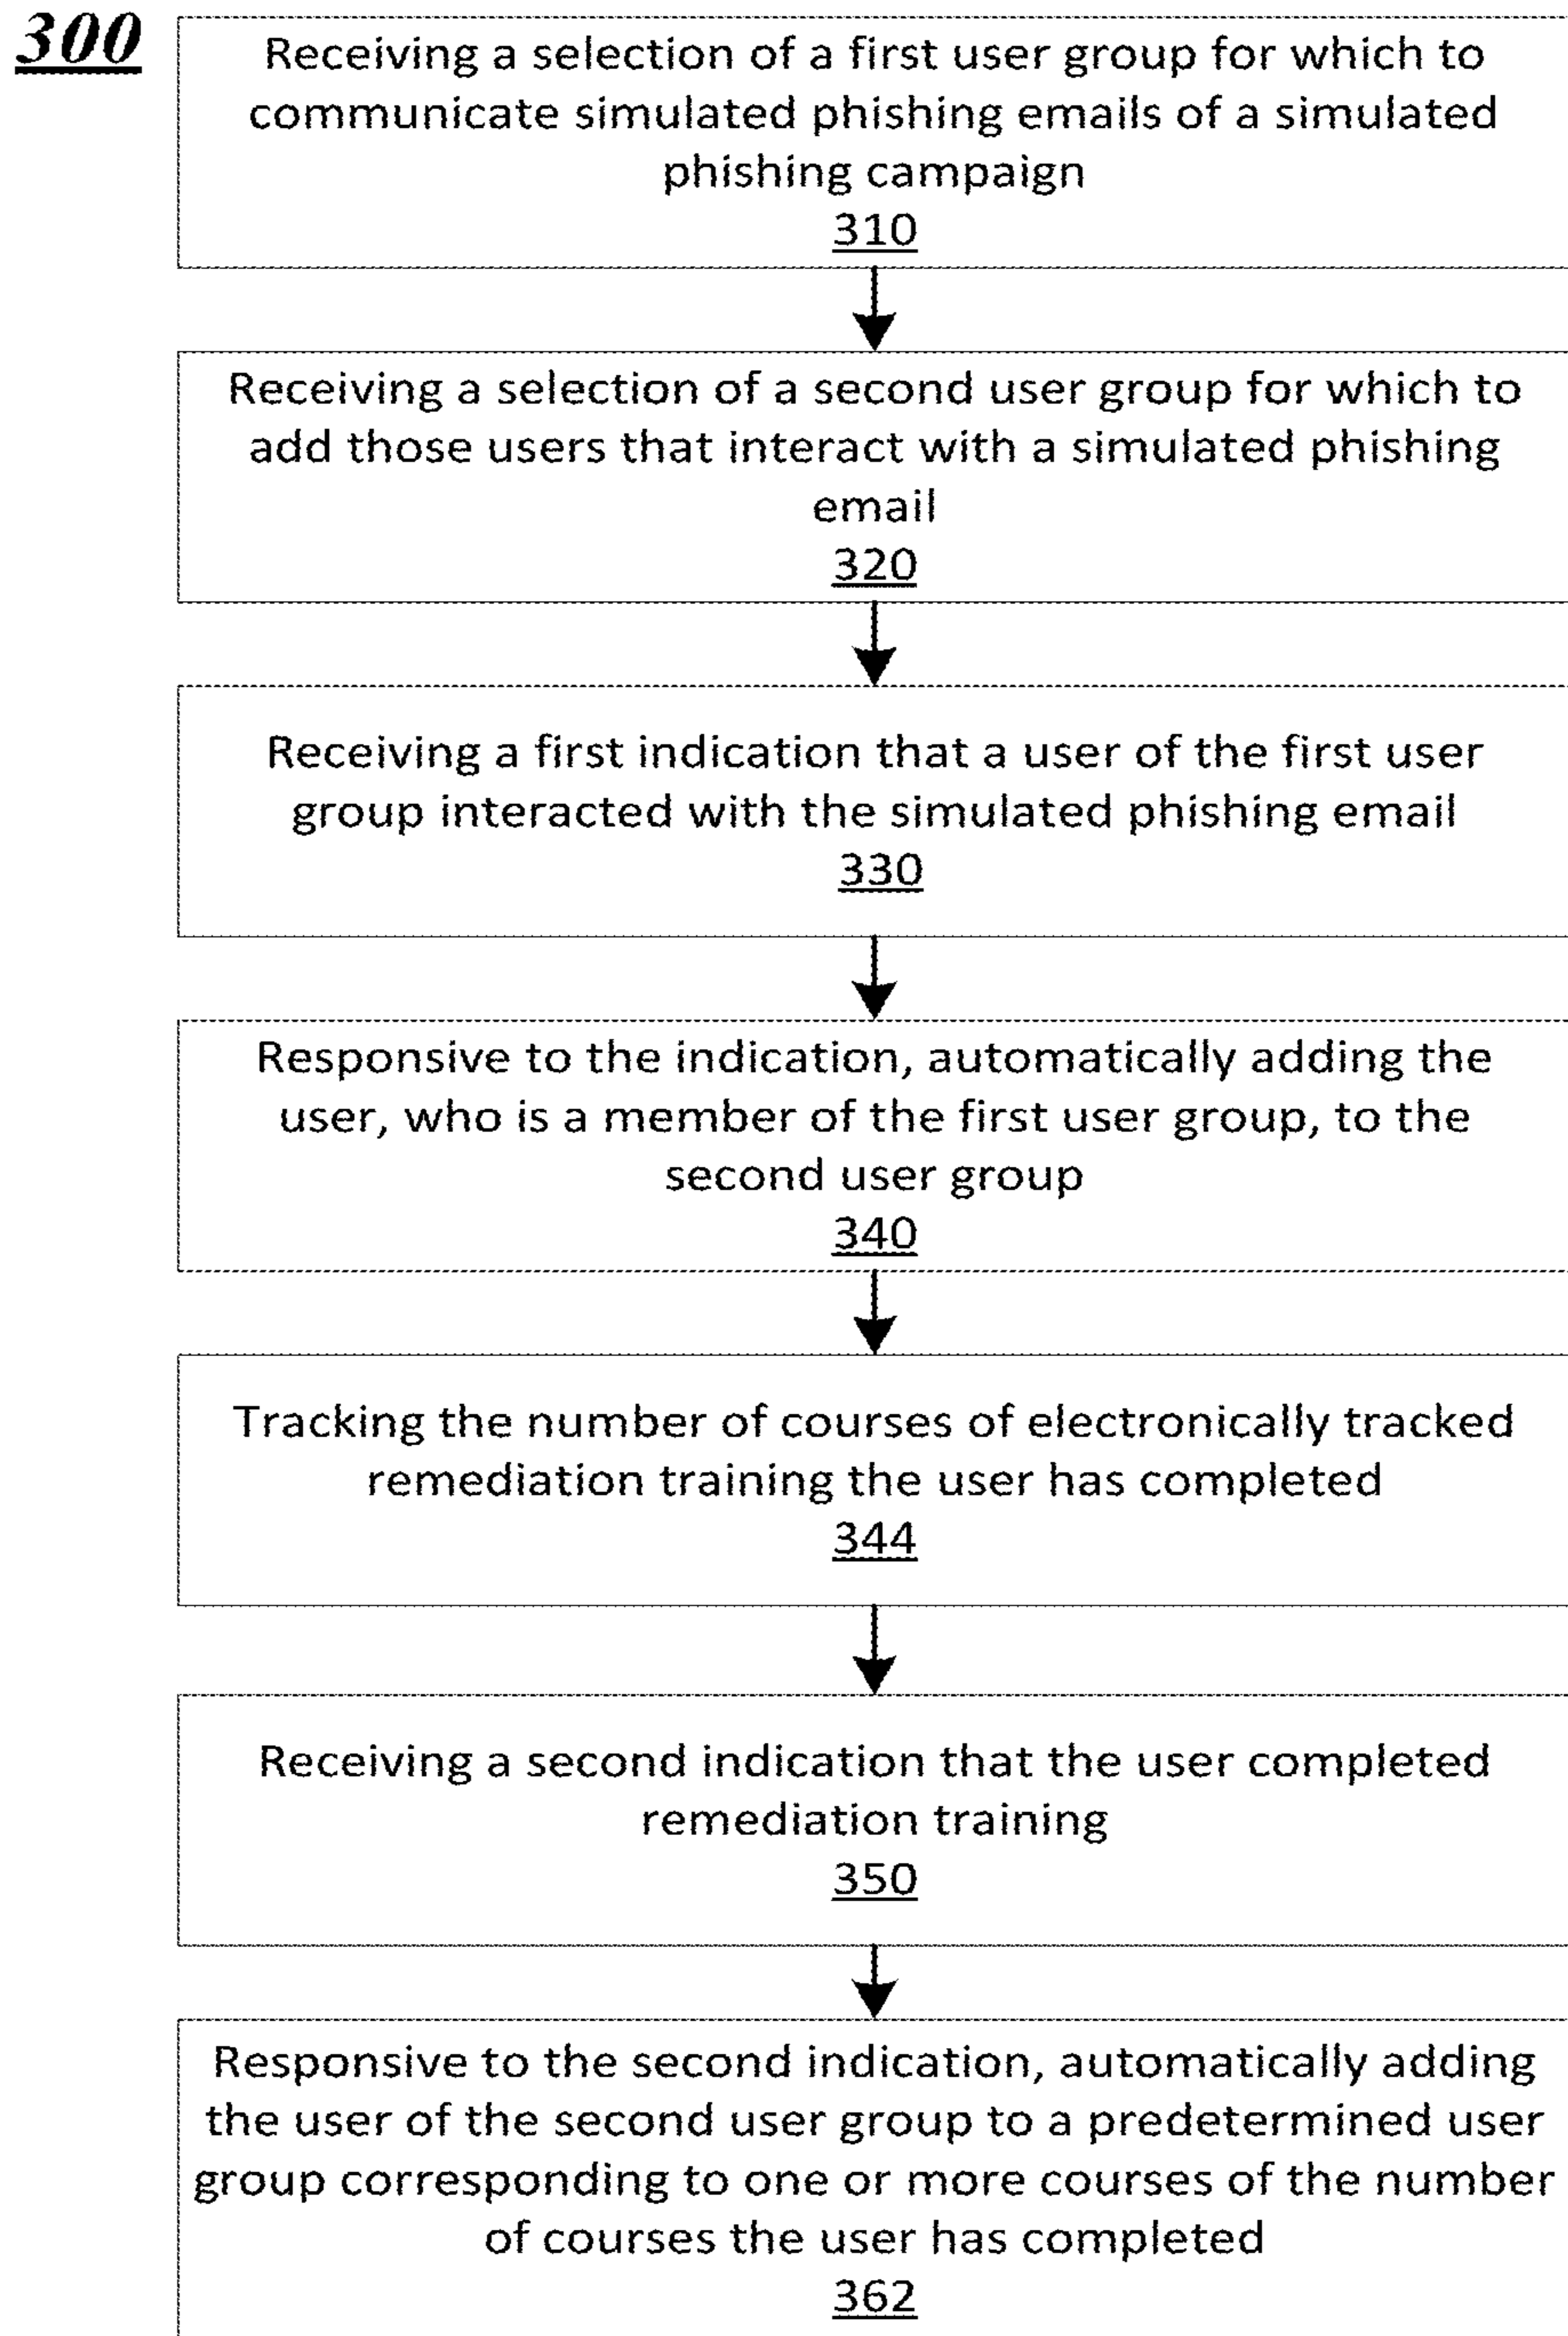 300
Receiving a selection of a first user group for which to
communicate simulated phishing emails of a simulated
phishing campaign
310
Receiving a selection of a second user group for which to
add those users that interact with a simulated phishing
email
320
Receiving a first indication that a user of the first user
group interacted with the simulated phishing email
330
Responsive to the indication, automatically adding the
user, who is a member of the first user group, to the
second user group
340
Tracking the number of courses of electronically tracked
remediation training the user has completed
344
Receiving a second indication that the user completed
remediation training
350
Responsive to the second indication, automatically adding
the user of the second user group to a predetermined user
group corresponding to one or more courses of the number
of courses the user has completed
362